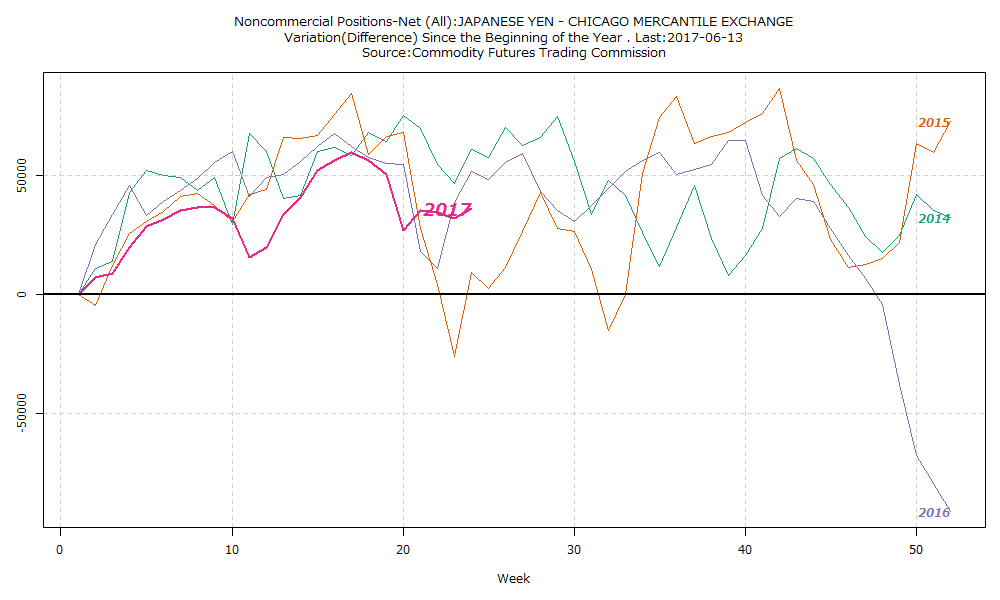 Noncommercial Positions-Net (All):JAPANESE YEN - CHICAGO MERCANTILE EXCHANGE
Variation(Difference) Since the Beginning of the Year . Last:2017-06-13
Source:Commodity Futures Trading Commission
2015
50000
2017
2014
0
-50000
2016
0 10 20 30 40 50
Week